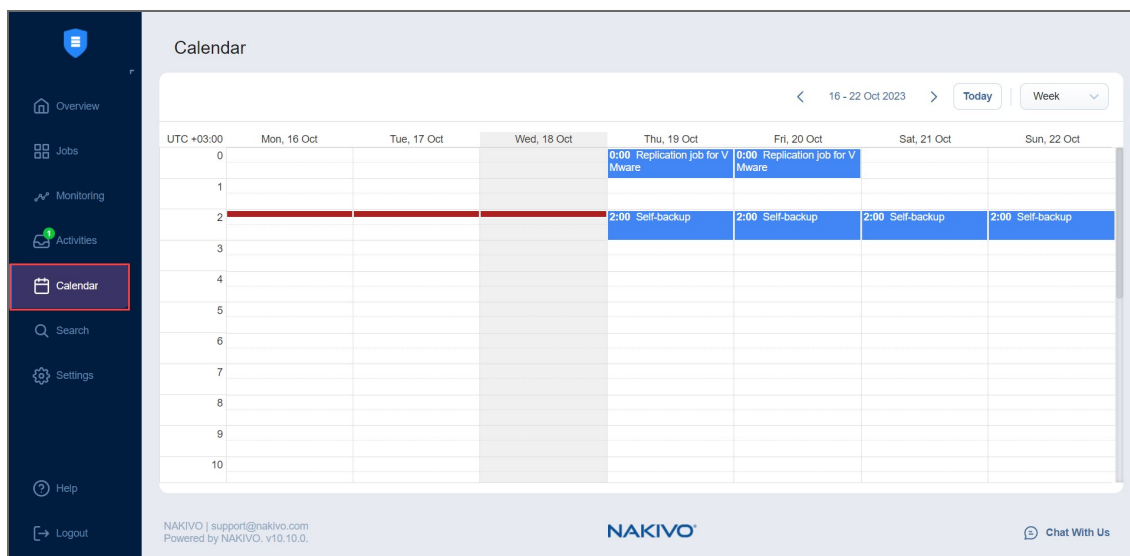 Calendar
Overview
Jobs
Monitoring
1
Activities
Calendar
Search
Settings
Help
Logout
16 - 22 Oct 2023
Today
Week
UTC +03:00 Mon, 16 Oct Tue, 17 Oct Wed, 18 Oct Thu, 19 Oct Fri, 20 Oct Sat, 21 Oct Sun, 22 Oct
0
0:00 Replication job for V
Mware
0:00 Replication job for V
Mware
1
2
2:00 Self-backup
2:00 Self-backup
2:00 Self-backup
2:00 Self-backup
3
4
5
6
7
8
9
10
NAKIVO | support@nakivo.com
Powered by NAKIVO. v10.10.0.
NAKIVO®
Chat With Us